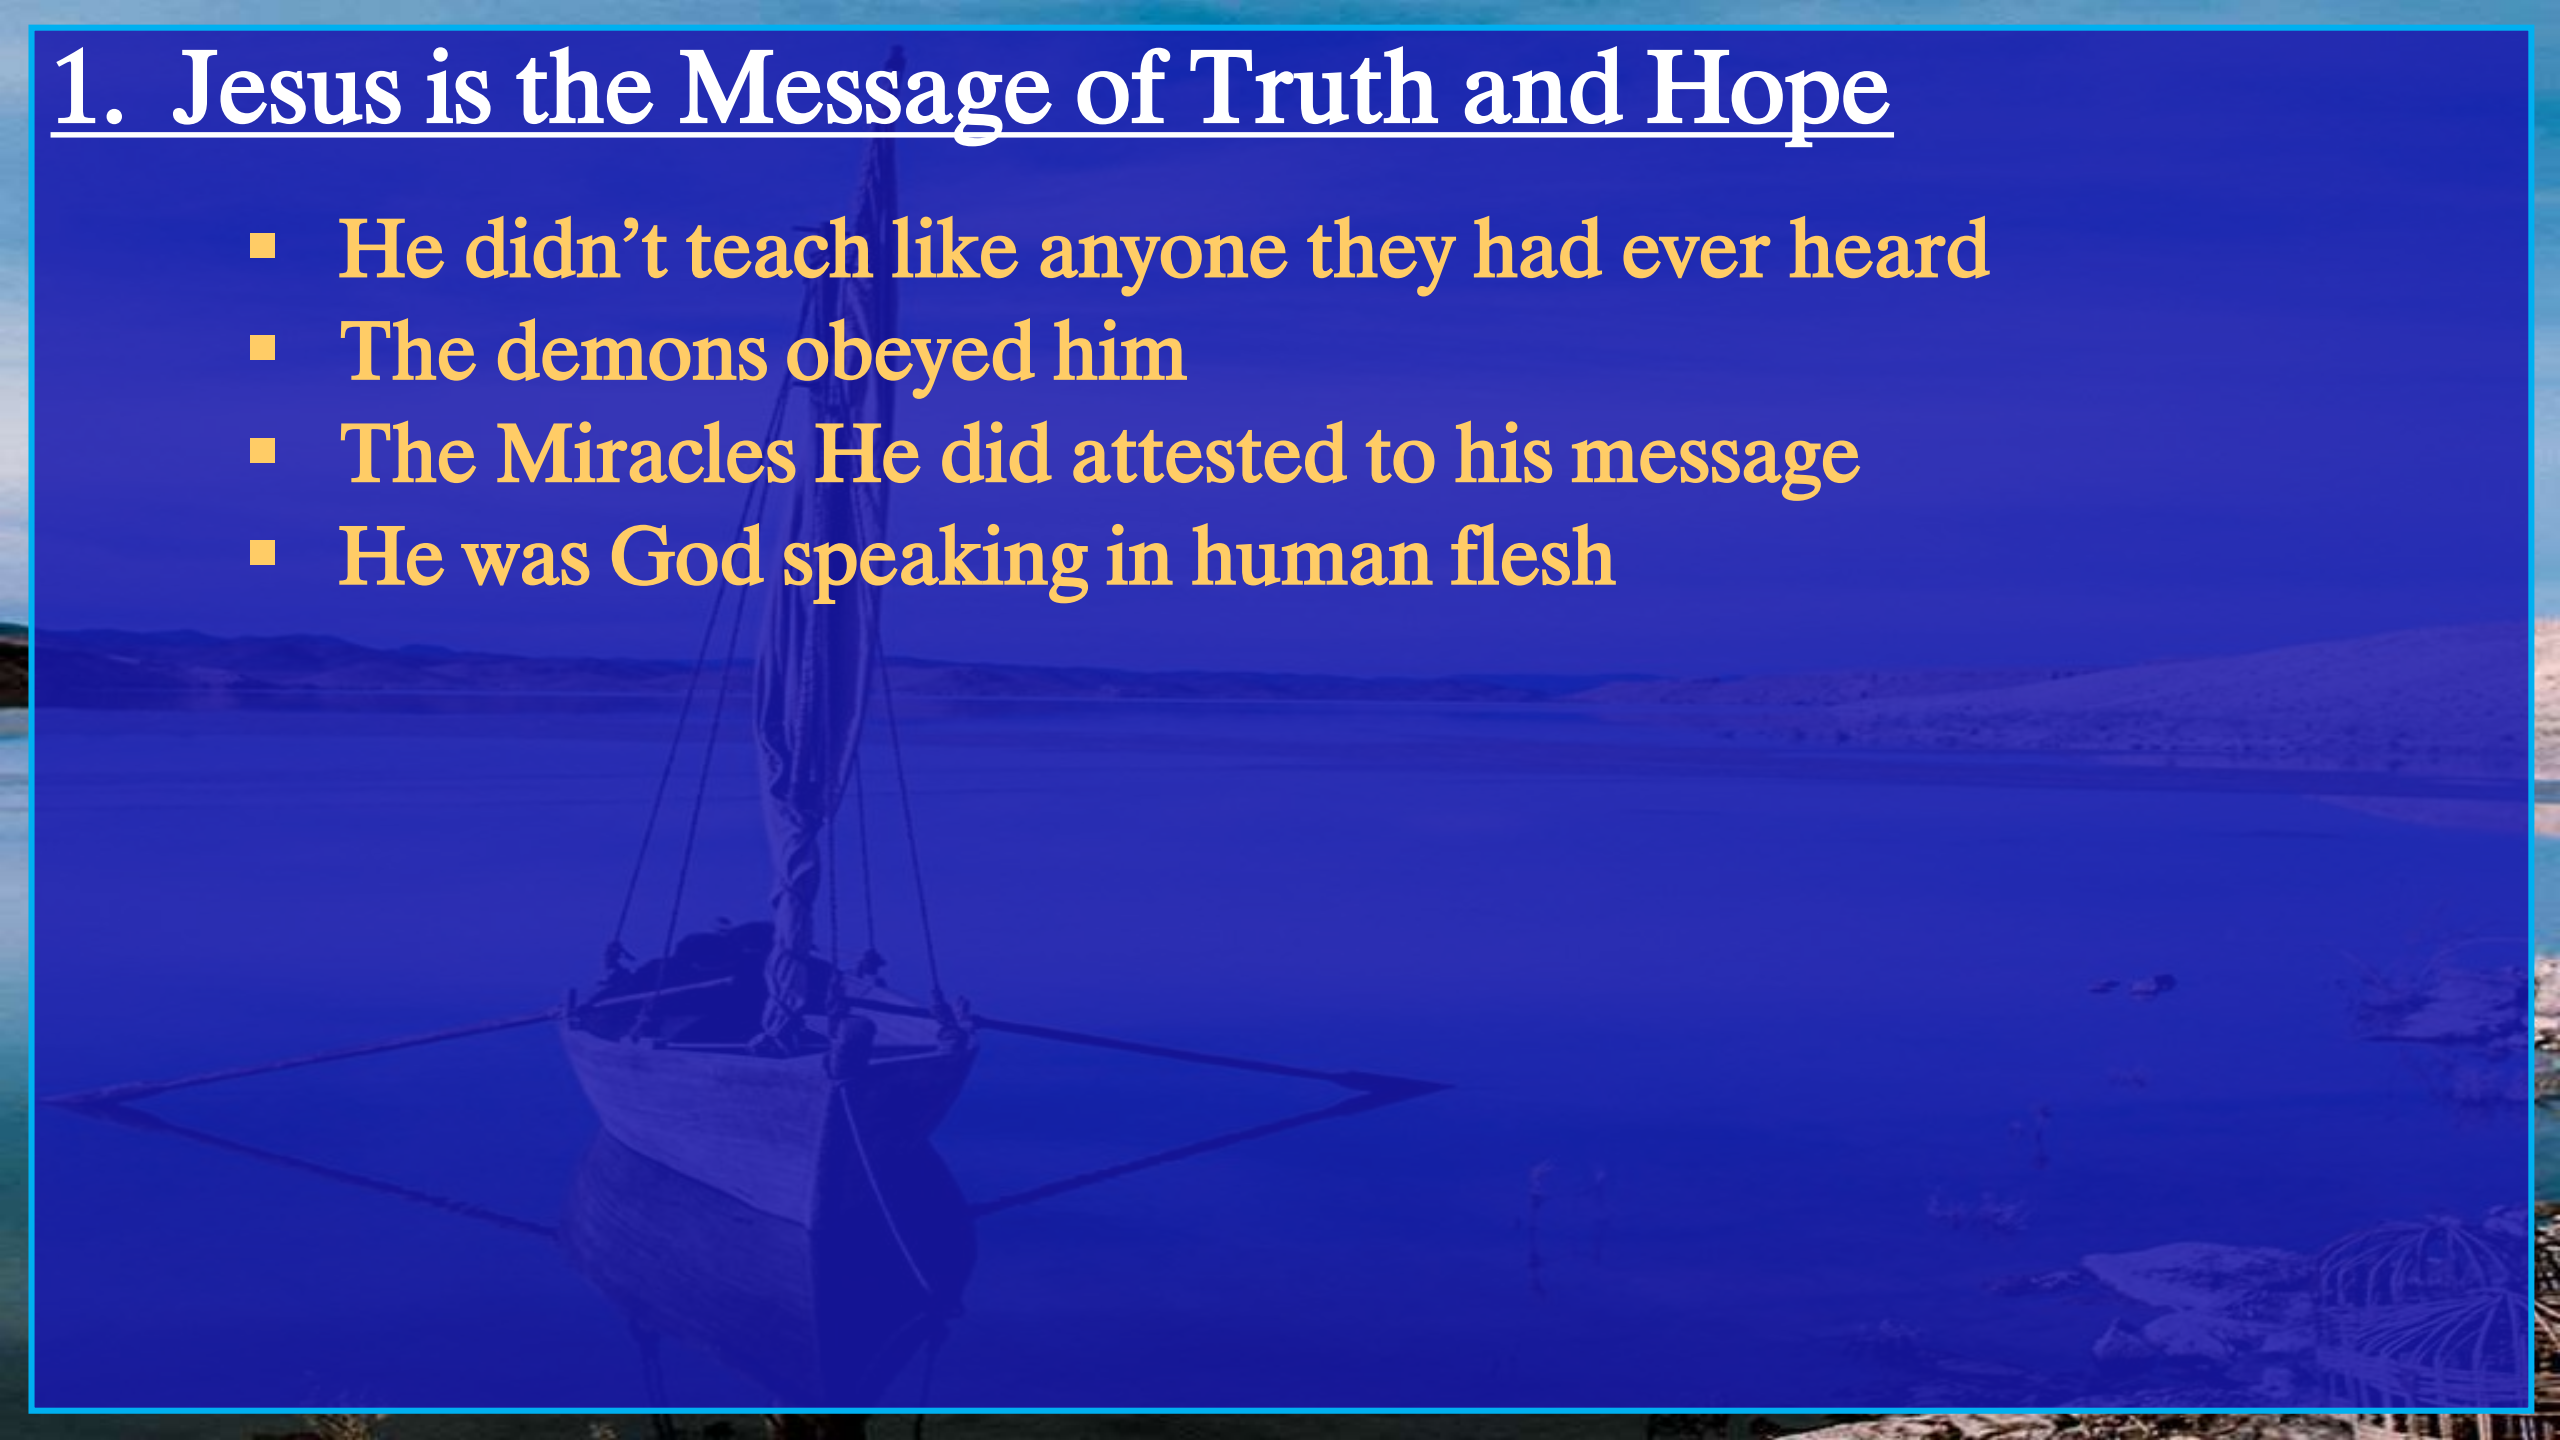 1. Jesus is the Message of Truth and Hope
▪ He didn’t teach like anyone they had ever heard
▪ The demons obeyed him
▪ The Miracles He did attested to his message
▪ He was God speaking in human flesh